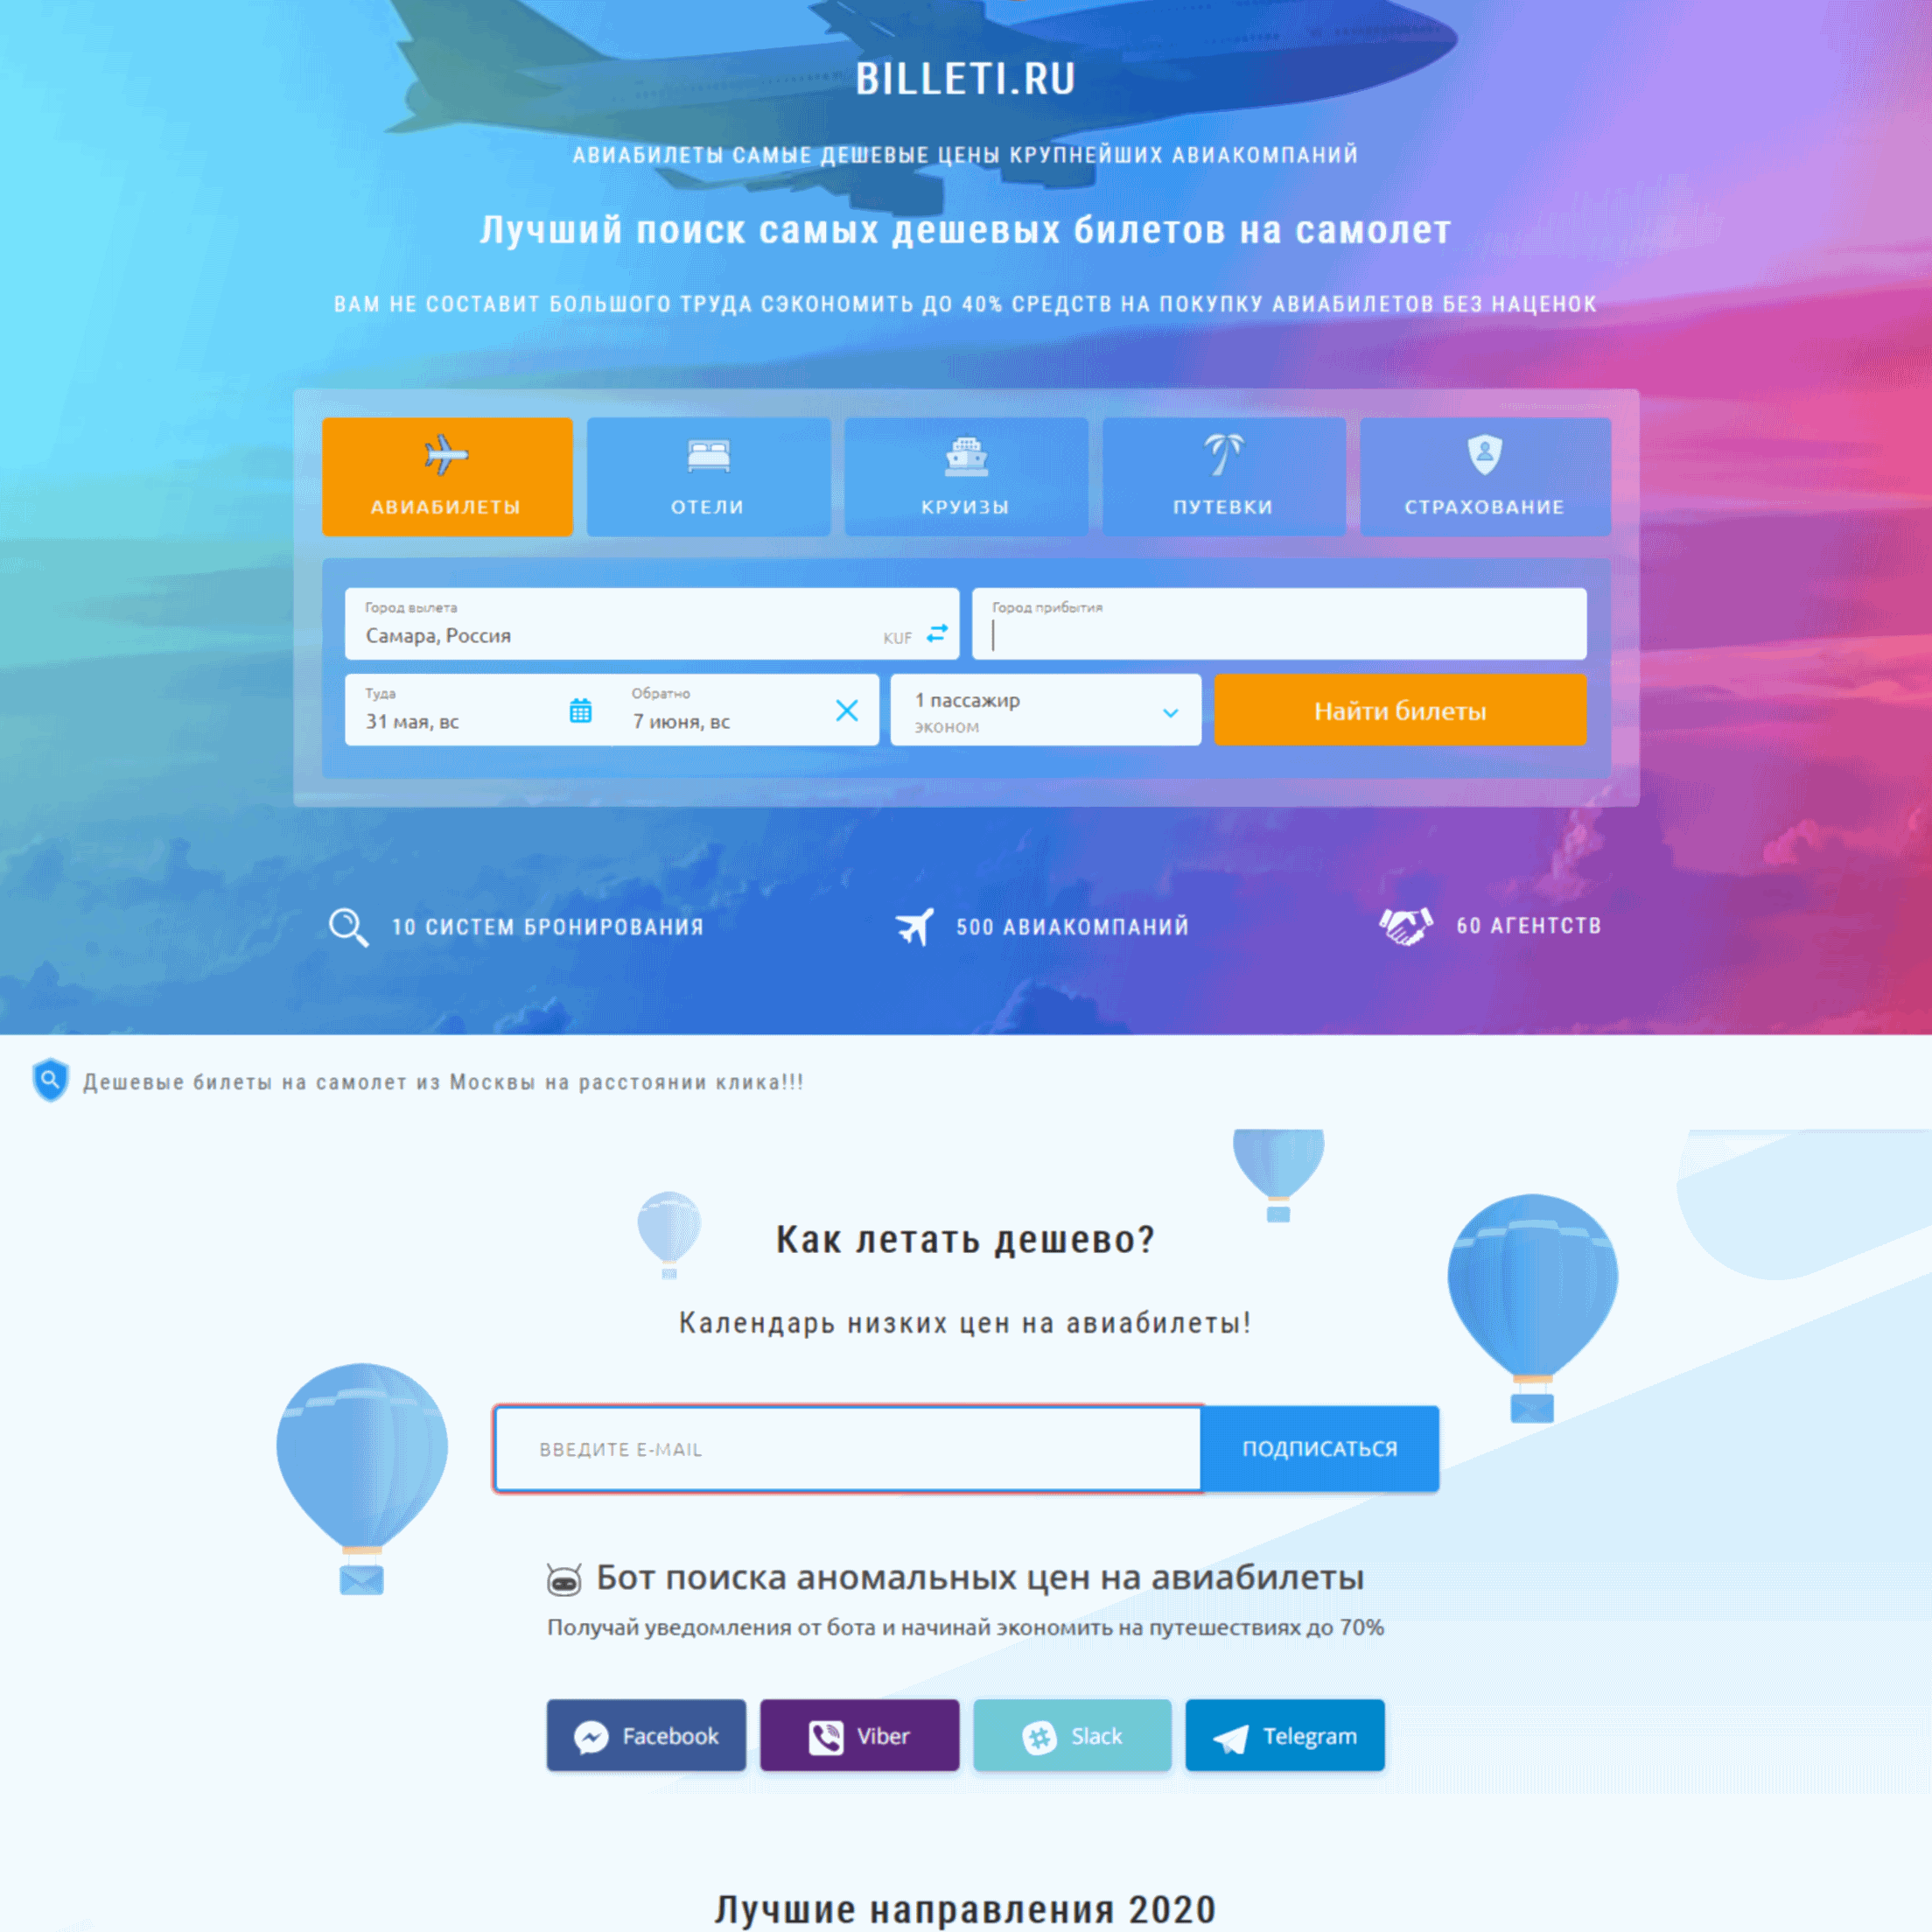 BILLETI.RU
АВИАБИЛЕТЫ САМЫЕ ДЕШЕВЫЕ ЦЕНЫ КРУПНЕЙШИХ АВИАКОМПАНИЙ
Лучший поиск самых дешевых билетов на самолет
ВАМ НЕ СОСТАВИТ БОЛЬШОГО ТРУДА СЭКОНОМИТЬ ДО 40% СРЕДСТВ НА ПОКУПКУ АВИАБИЛЕТОВ БЕЗ НАЦЕНОК
АВИАБИЛЕТЫ ОТЕЛИ КРУИЗЫ ПУТЕВКИ СТРАХОВАНИЕ
Город вылета Город прибытия
Самара, Россия KUF
Туда Обратно 1 пассажир
31 мая, вс 7 июня, вс эконом Найти билеты
10 СИСТЕМ БРОНИРОВАНИЯ 500 АВИАКОМПАНИЙ 60 АГЕНТСТВ
Дешевые билеты на самолет из Москвы на расстоянии клика!!!
Как летать дешево?
Календарь низких цен на авиабилеты!
ВВЕДИТЕ E-MAIL ПОДПИСАТЬСЯ
Бот поиска аномальных цен на авиабилеты
Получай уведомления от бота и начинай экономить на путешествиях до 70%
Facebook Viber Slack Telegram
Лучшие направления 2020